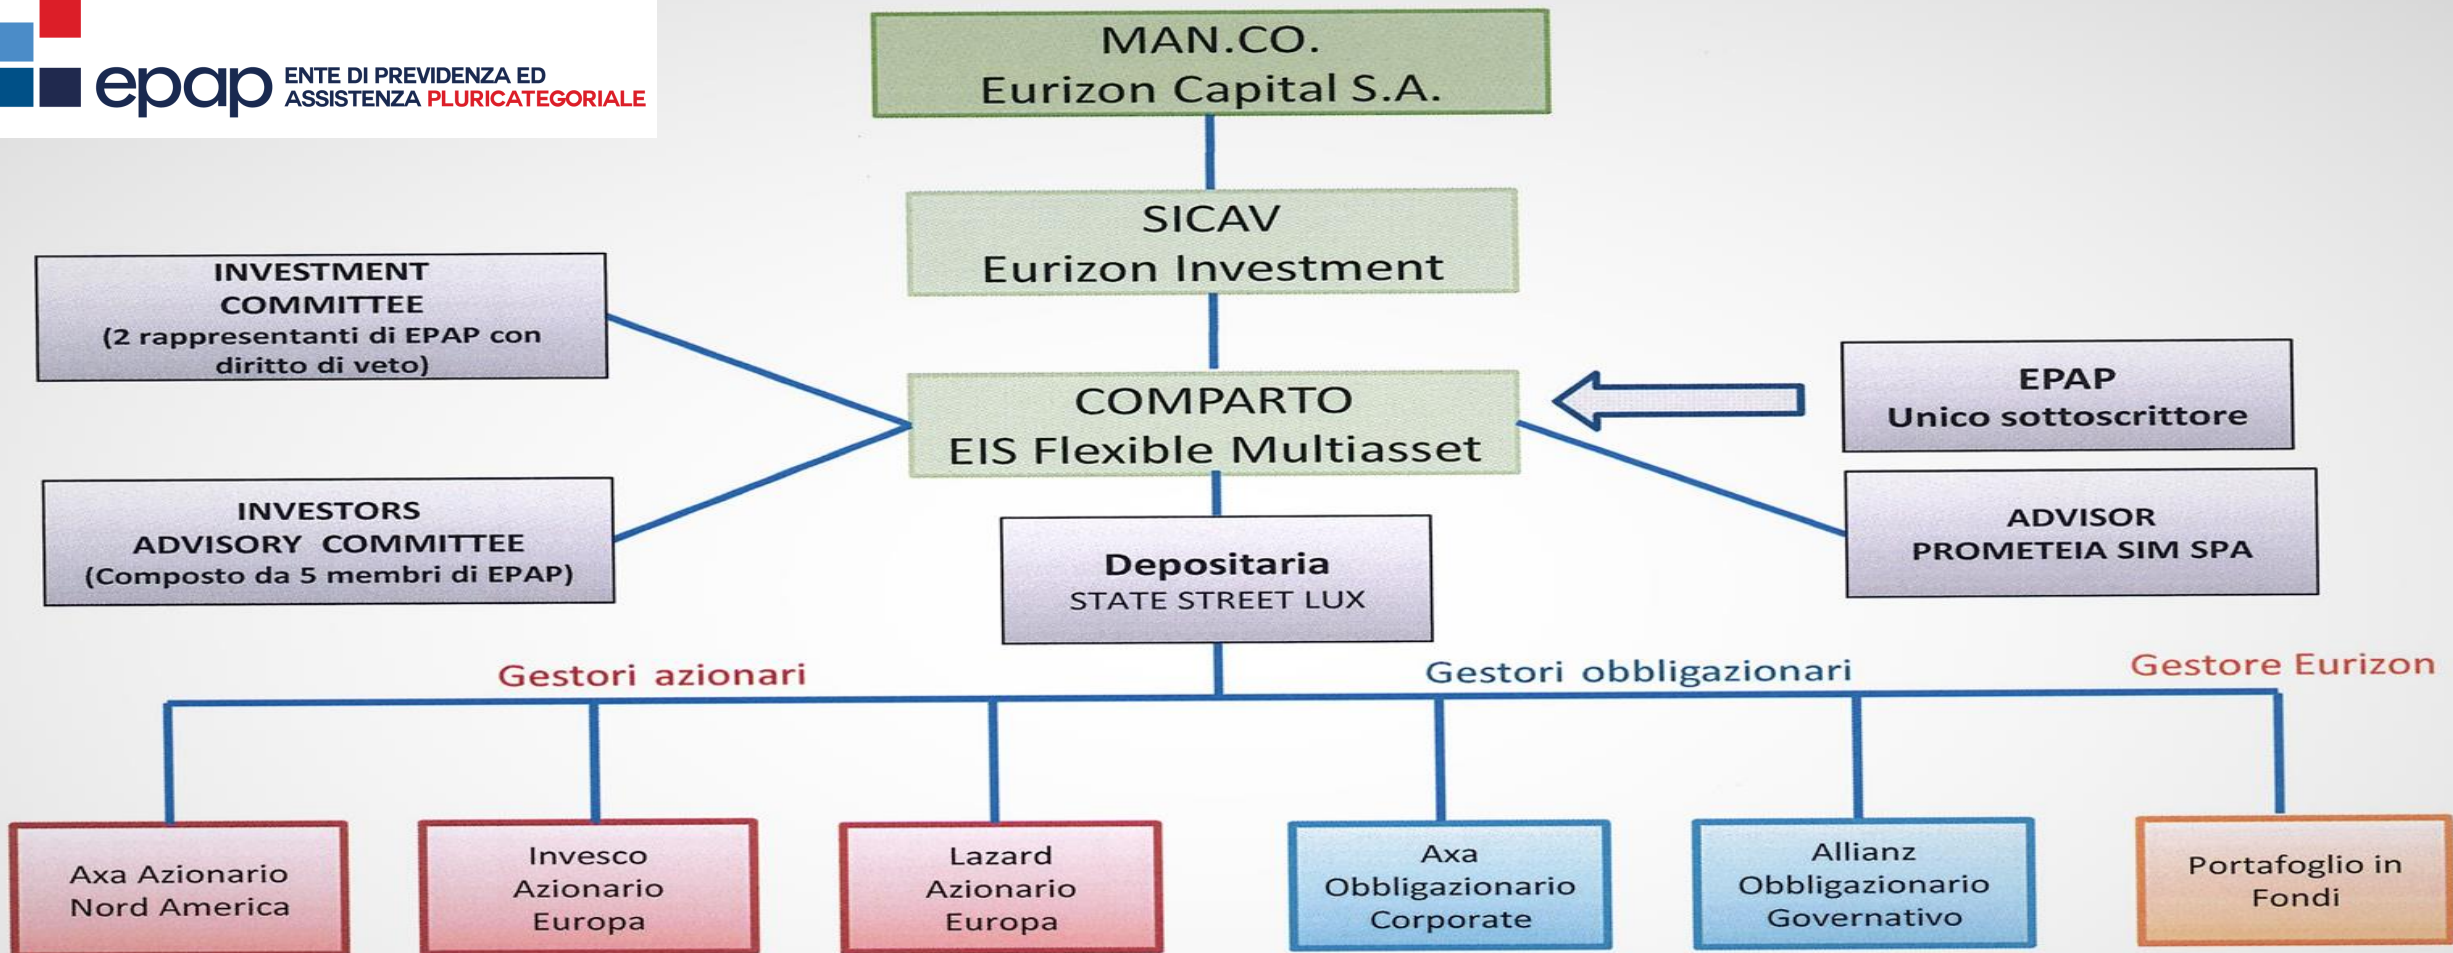 epap
ENTE DI PREVIDENZA ED
ASSISTENZA PLURICATEGORIALE
MAN.CO.
Eurizon Capital S.A.
SICAV
Eurizon Investment
INVESTMENT
COMMITTEE
(2 rappresentanti di EPAP con
diritto di veto)
COMPARTO
EIS Flexible Multiasset
EPAP
Unico sottoscrittore
INVESTORS
ADVISORY COMMITTEE
(Composto da 5 membri di EPAP)
Depositaria
STATE STREET LUX
ADVISOR
PROMETEIA SIM SPA
Gestori azionari
Gestori obbligazionari
Gestore Eurizon
Axa Azionario
Nord America
Invesco
Azionario
Europa
Lazard
Azionario
Europa
Axa
Obbligazionario
Corporate
Allianz
Obbligazionario
Governativo
Portafoglio in
Fondi